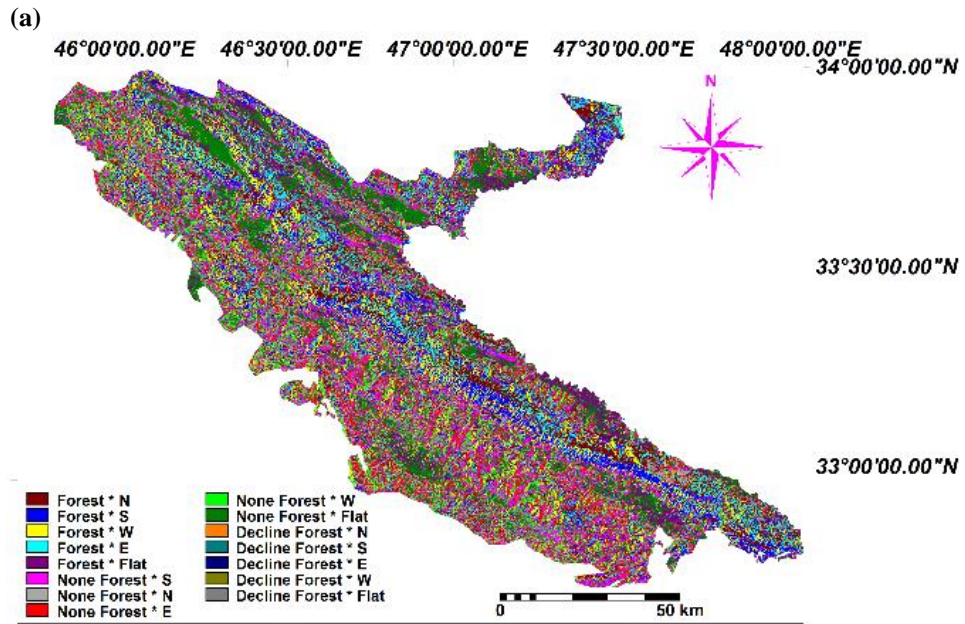 (a)
46°00'00.00"E 46°30'00.00"E 47°00'00.00"E 47°30'00.00"E 48°00'00.00"E
34°00'00.00"N
N
33°30'00.00"N
33°00'00.00"N
Forest * N
Forest * S
Forest * W
Forest * E
Forest * Flat
None Forest * S
None Forest * N
None Forest * E
None Forest * W
None Forest * Flat
Decline Forest * N
Decline Forest * S
Decline Forest * E
Decline Forest * W
Decline Forest * Flat
0 50 km